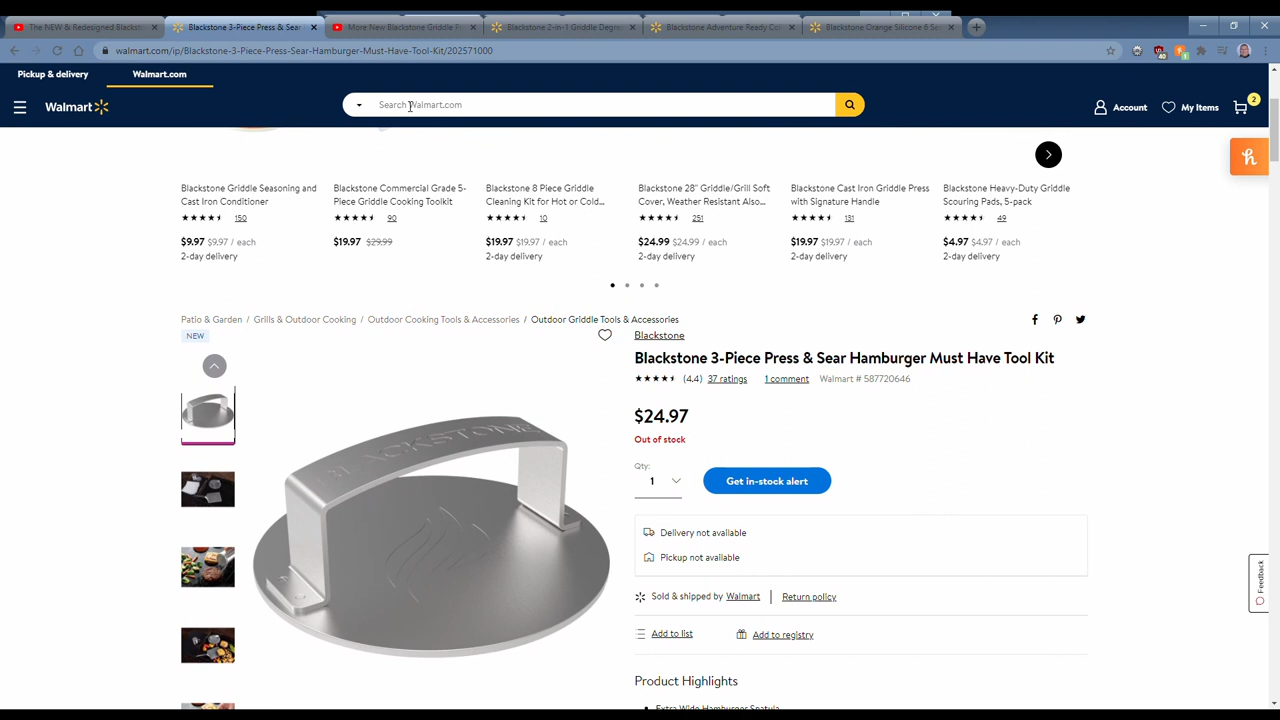 The NEW & Redesigned Blackst
Blackstone 3-Piece Press & Sear
More New Blackstone Griddle P
Blackstone 2-in-1 Griddle Degre
Blackstone Adventure Ready Co
Blackstone Orange Silicone 6 Se
walmart.com/ip/Blackstone-3-Piece-Press-Sear-Hamburger-Must-Have-Tool-Kit/202571000
Pickup & delivery
Walmart.com
Walmart
Search Walmart.com
Account
My Items
2
Blackstone Griddle Seasoning and
Cast Iron Conditioner
150
$9.97 $9.97 / each
2-day delivery
Blackstone Commercial Grade 5-
Piece Griddle Cooking Toolkit
90
$19.97 $29.99
Blackstone 8 Piece Griddle
Cleaning Kit for Hot or Cold...
10
$19.97 $19.97 / each
2-day delivery
Blackstone 28" Griddle/Grill Soft
Cover, Weather Resistant Also...
251
$24.99 $24.99 / each
2-day delivery
Blackstone Cast Iron Griddle Press
with Signature Handle
131
$19.97 $19.97 / each
2-day delivery
Blackstone Heavy-Duty Griddle
Scouring Pads, 5-pack
49
$4.97 $4.97 / each
2-day delivery
Patio & Garden / Grills & Outdoor Cooking / Outdoor Cooking Tools & Accessories / Outdoor Griddle Tools & Accessories
NEW
BLACKSTONE
Blackstone
Blackstone 3-Piece Press & Sear Hamburger Must Have Tool Kit
(4.4) 37 ratings 1 comment Walmart # 587720646
$24.97
Out of stock
Qty:
1
Get in-stock alert
Delivery not available
Pickup not available
Sold & shipped by Walmart | Return policy
Add to list
Add to registry
Product Highlights
Extra Wide Hamburger Spatula
Feedback